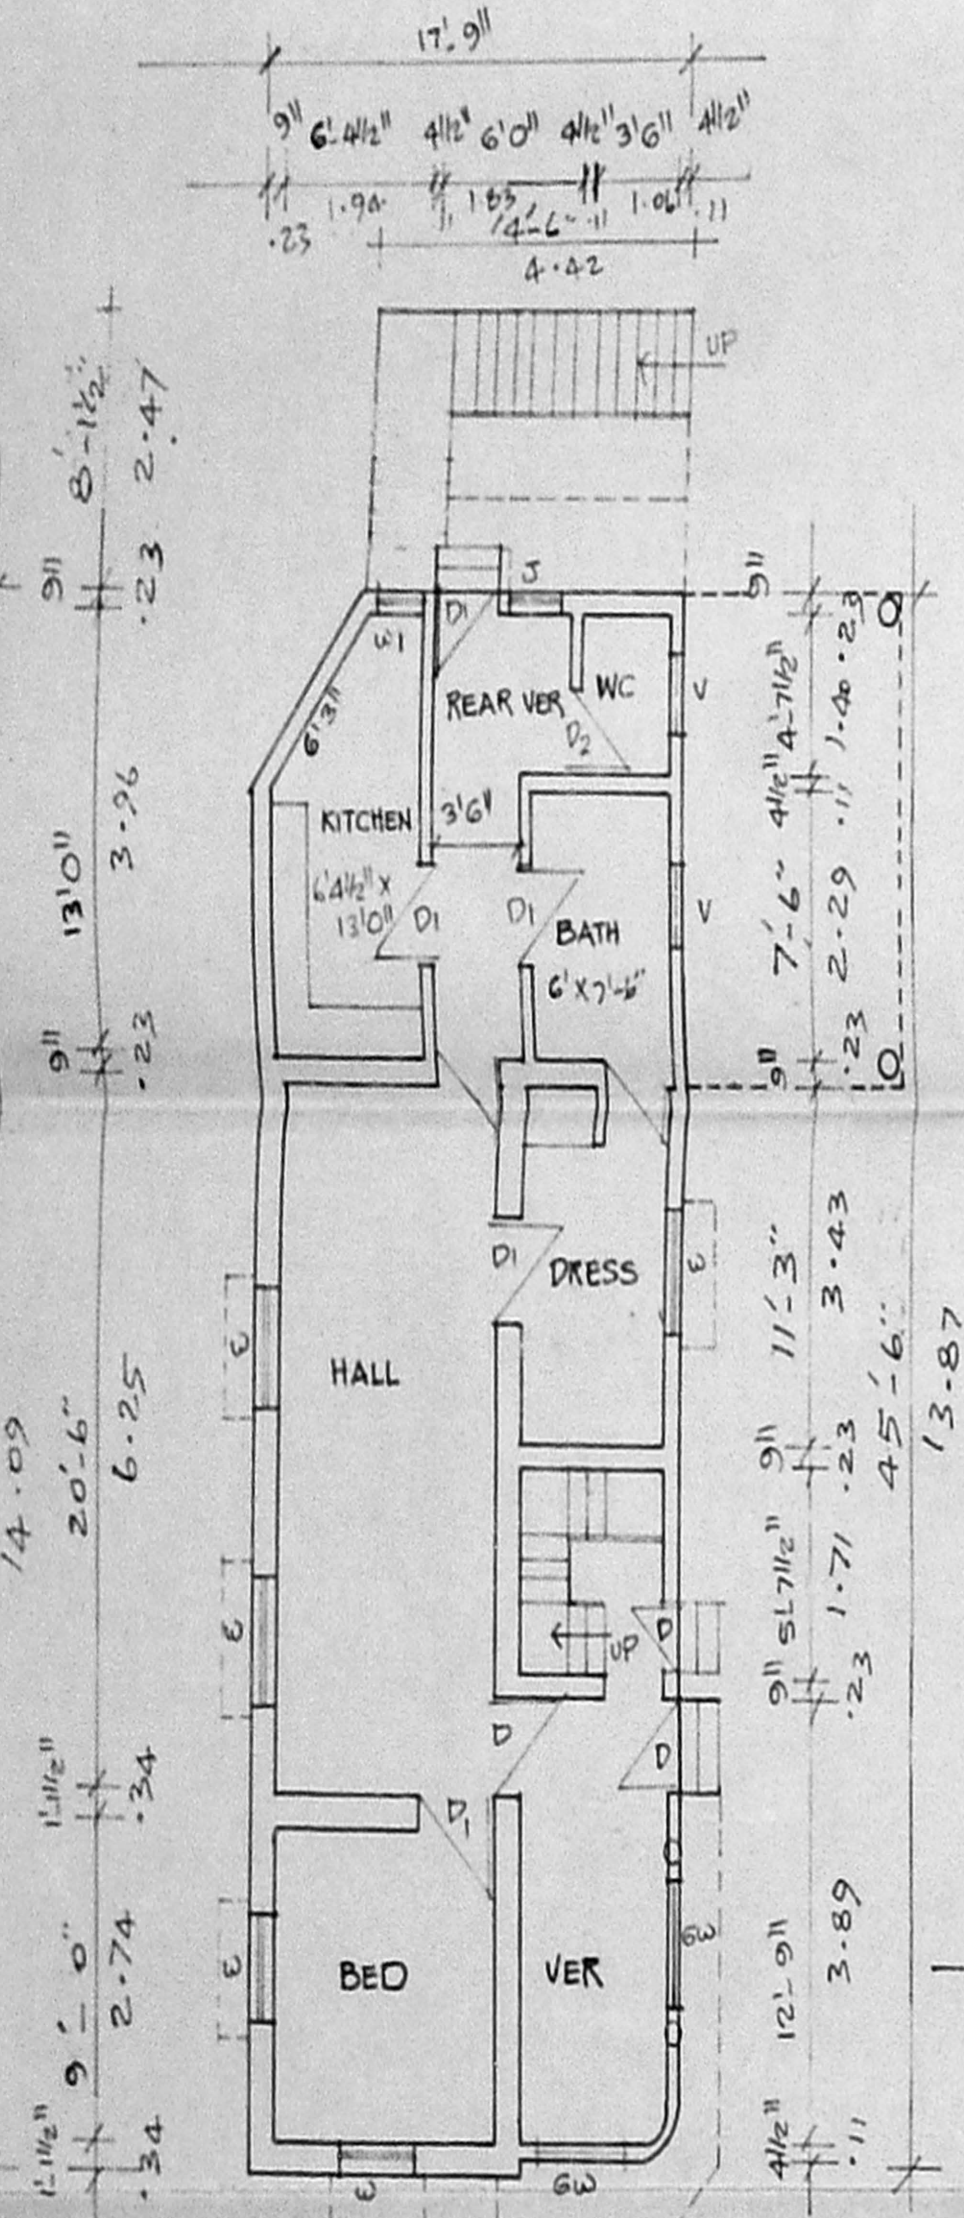 17'-9"
9" 6'-4½" 4½" 6'0" 4½" 3'6" 4½"
.23 1.94 .11 1.83 .11 1.06 .11
14'-6"
4.42
UP
8'-1½"
2.47
9"
.23
J
9"
.23
W1
D1
REAR VER
WC
V
D2
6'3"
4'-7½"
1.40
4½"
.11
13'0"
3.96
KITCHEN
3'6"
6'4½" x
13'0"
D1
D1
BATH
6' X 7'-6"
V
7'-6"
2.29
9"
.23
9"
.23
D1
DRESS
W
11'-3"
3.43
W
HALL
14.09
20'-6"
6.25
45'-6"
13.87
9"
.23
5'-7½"
1.71
W
UP
D
9"
.23
D
D
1'-1½"
.34
D1
9'-0"
2.74
W
BED
VER
GW
12'-9"
3.89
1'-1½"
.34
4½"
.11
W
GW